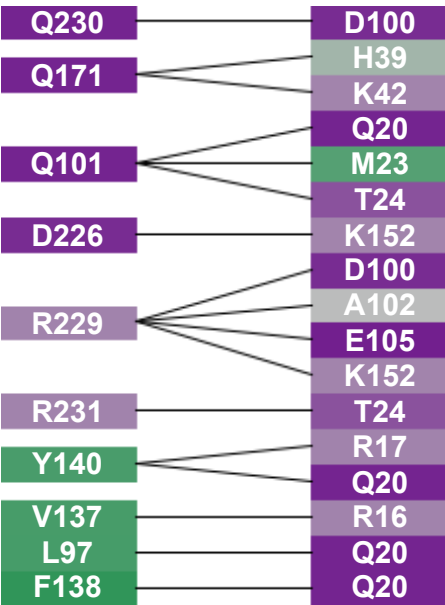 Q230 D100
H39
Q171
K42
Q20
Q101 M23
T24
D226 K152
D100
A102
R229
E105
K152
R231 T24
R17
Y140
Q20
V137 R16
L97 Q20
F138 Q20